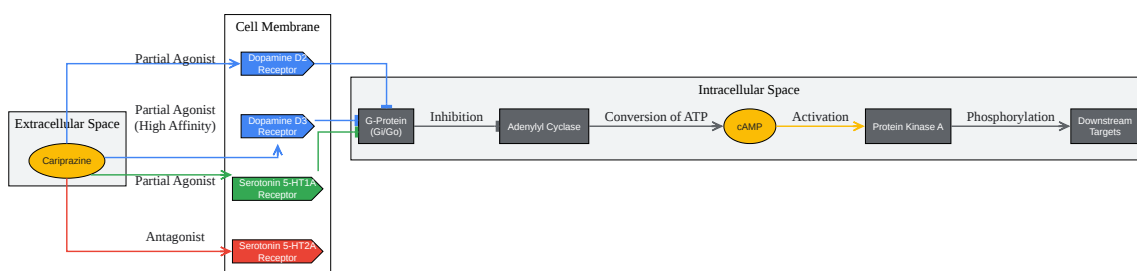 Cell Membrane
Partial Agonist
Dopamine D2
Receptor
Intracellular Space
Partial Agonist
(High Affinity)
Dopamine D3
Receptor
G-Protein
(Gi/Go)
Inhibition
Adenylyl Cyclase
Conversion of ATP
cAMP
Activation
Protein Kinase A
Phosphorylation
Downstream
Targets
Extracellular Space
Cariprazine
Partial Agonist
Serotonin 5-HT1A
Receptor
Antagonist
Serotonin 5-HT2A
Receptor